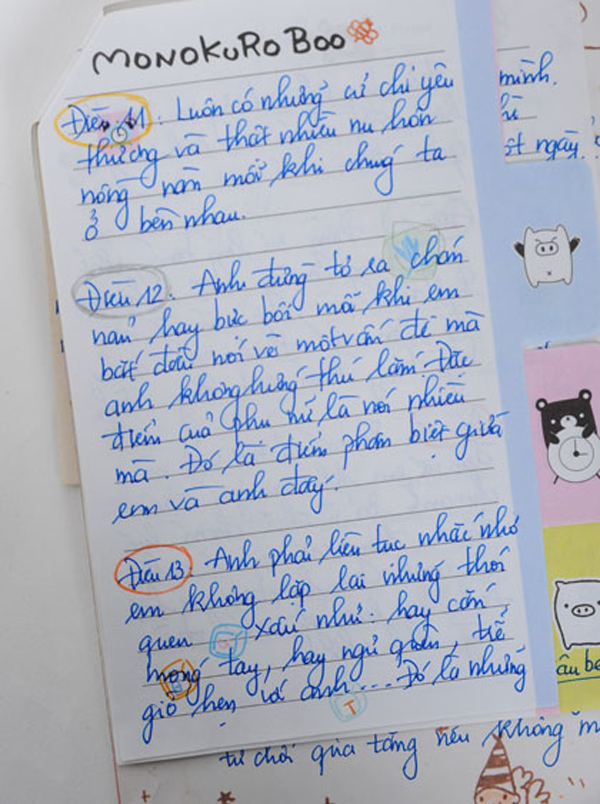 MONOKURO BOO
Điều 11: Luôn có những cử chỉ yêu
thương và thật nhiều nụ hôn
nồng nàn mỗi khi chúng ta
ở bên nhau.
Điều 12: Anh đừng tỏ ra chán
nản hay bực bội mỗi khi em
bắt đầu nói về một vấn đề mà
anh không hứng thú lắm. Đặc
điểm của phụ nữ là nói nhiều
mà. Đó là điểm phân biệt giữa
em và anh đấy.
Điều 13: Anh phải liên tục nhắc nhở
em không lặp lại những thói
quen xấu như: hay cắn
móng tay, hay ngủ quên, trễ
giờ hẹn với anh.... Đó là những
mình.
ột ngày.
âu bé
từ chối quà tặng nếu không m